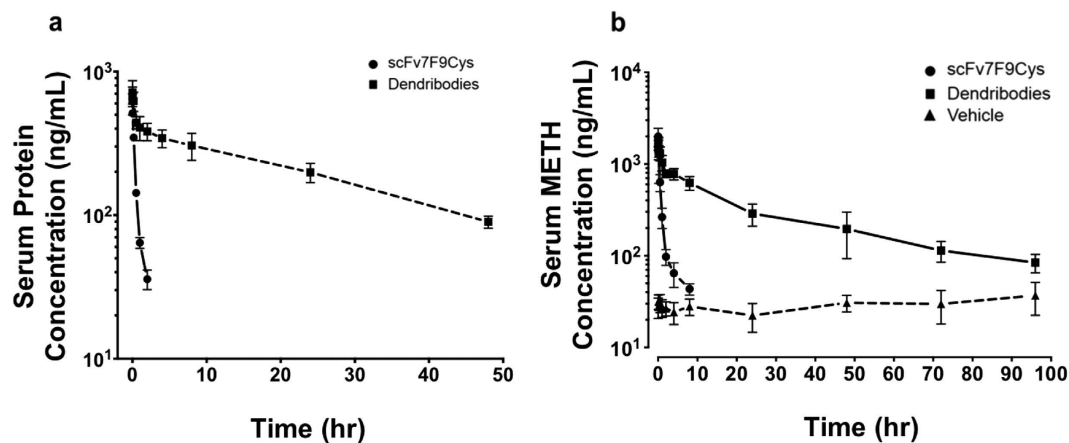 a
scFv7F9Cys
Dendribodies
Serum Protein
Concentration (ng/mL)
10³
10²
10¹
0 10 20 30 40 50
Time (hr)
b
scFv7F9Cys
Dendribodies
Vehicle
Serum METH
Concentration (ng/mL)
10⁴
10³
10²
10¹
0 10 20 30 40 50 60 70 80 90 100
Time (hr)